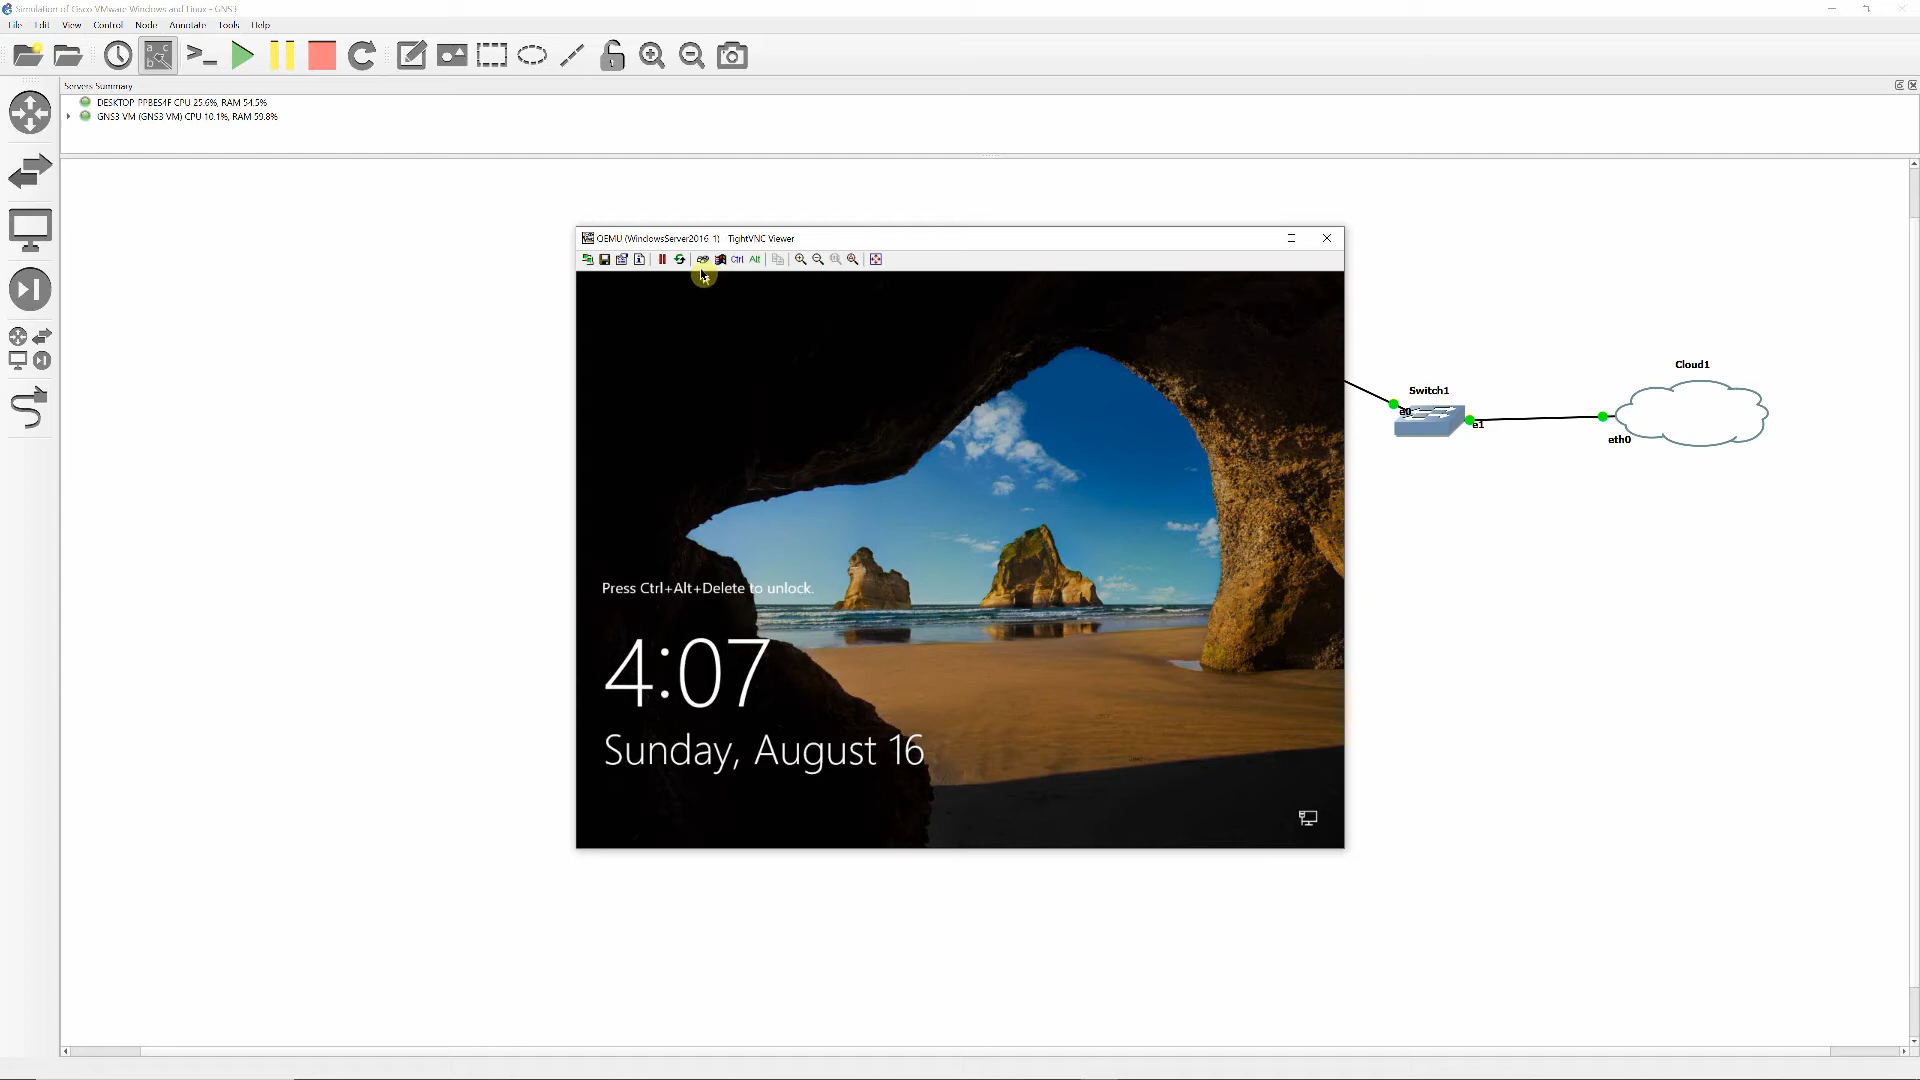 Simulation of Cisco VMware Windows and Linux - GNS3
File Edit View Control Node Annotate Tools Help
Servers Summary
DESKTOP-PPBES4F CPU 25.6%, RAM 54.5%
GNS3 VM (GNS3 VM) CPU 10.1%, RAM 59.8%
QEMU (WindowsServer2016-1) - TightVNC Viewer
Ctrl Alt
Cloud1
Switch1
e0
e1
eth0
Press Ctrl+Alt+Delete to unlock.
4:07
Sunday, August 16